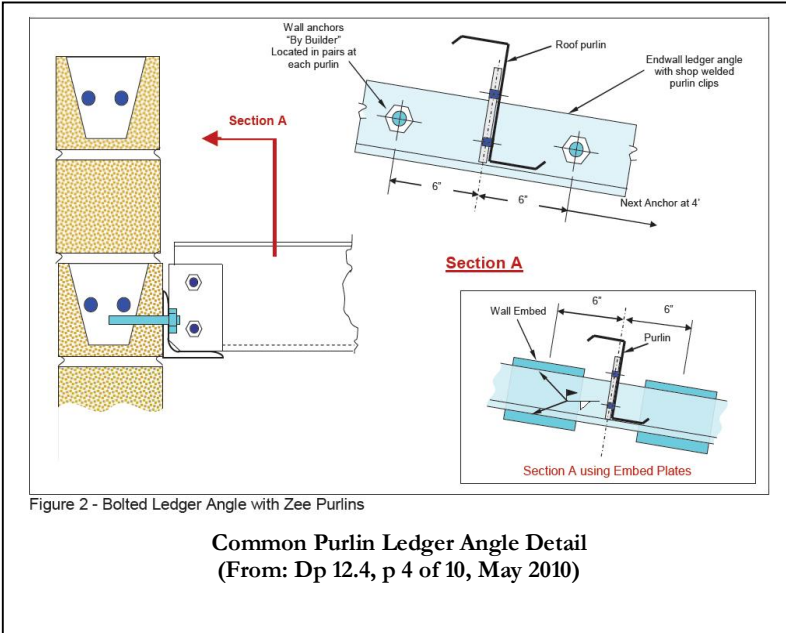 Wall anchors
"By Builder"
Located in pairs at
each purlin
Roof purlin
Endwall ledger angle
with shop welded
purlin clips
Section A
6"
6"
Next Anchor at 4'
Section A
6"
6"
Wall Embed
Purlin
Section A using Embed Plates
Figure 2 - Bolted Ledger Angle with Zee Purlins
Common Purlin Ledger Angle Detail
(From: Dp 12.4, p 4 of 10, May 2010)